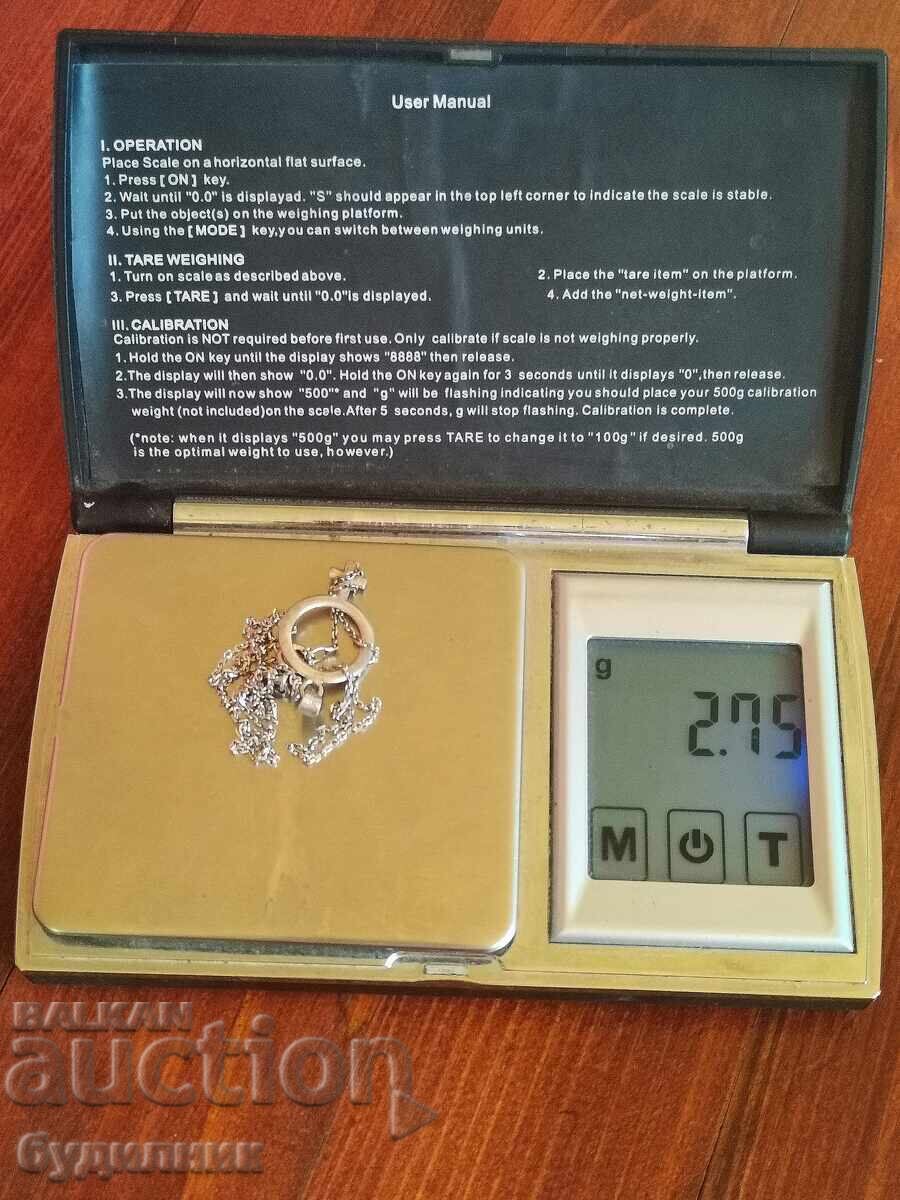 User Manual
I. OPERATION
Place Scale on a horizontal flat surface.
1. Press [ON] key.
2. Wait until "0.0" is displayad. "S" should appear in the top left corner to indicate the scale is stable.
3. Put the object(s) on the weighing platform.
4. Using the [MODE] key,you can switch between weighing units.
II. TARE WEIGHING
1. Turn on scale as described above. 2. Place the "tare item" on the platform.
3. Press [TARE] and wait until "0.0"is displayed. 4. Add the "net-weight-item".
III. CALIBRATION
Calibration is NOT required before first use. Only calibrate if scale is not weighing properly.
1. Hold the ON key until the display shows "8888" then release.
2.The display will then show "0.0". Hold the ON key again for 3 seconds until it displays "0",then release.
3.The display will now show "500"* and "g" will be flashing indicating you should place your 500g calibration
weight (not included)on the scale.After 5 seconds, g will stop flashing. Calibration is complete.
(*note: when it displays "500g" you may press TARE to change it to "100g" if desired. 500g
is the optimal weight to use, however.)
g
2.75
M T
BALKAN
auction
будилник